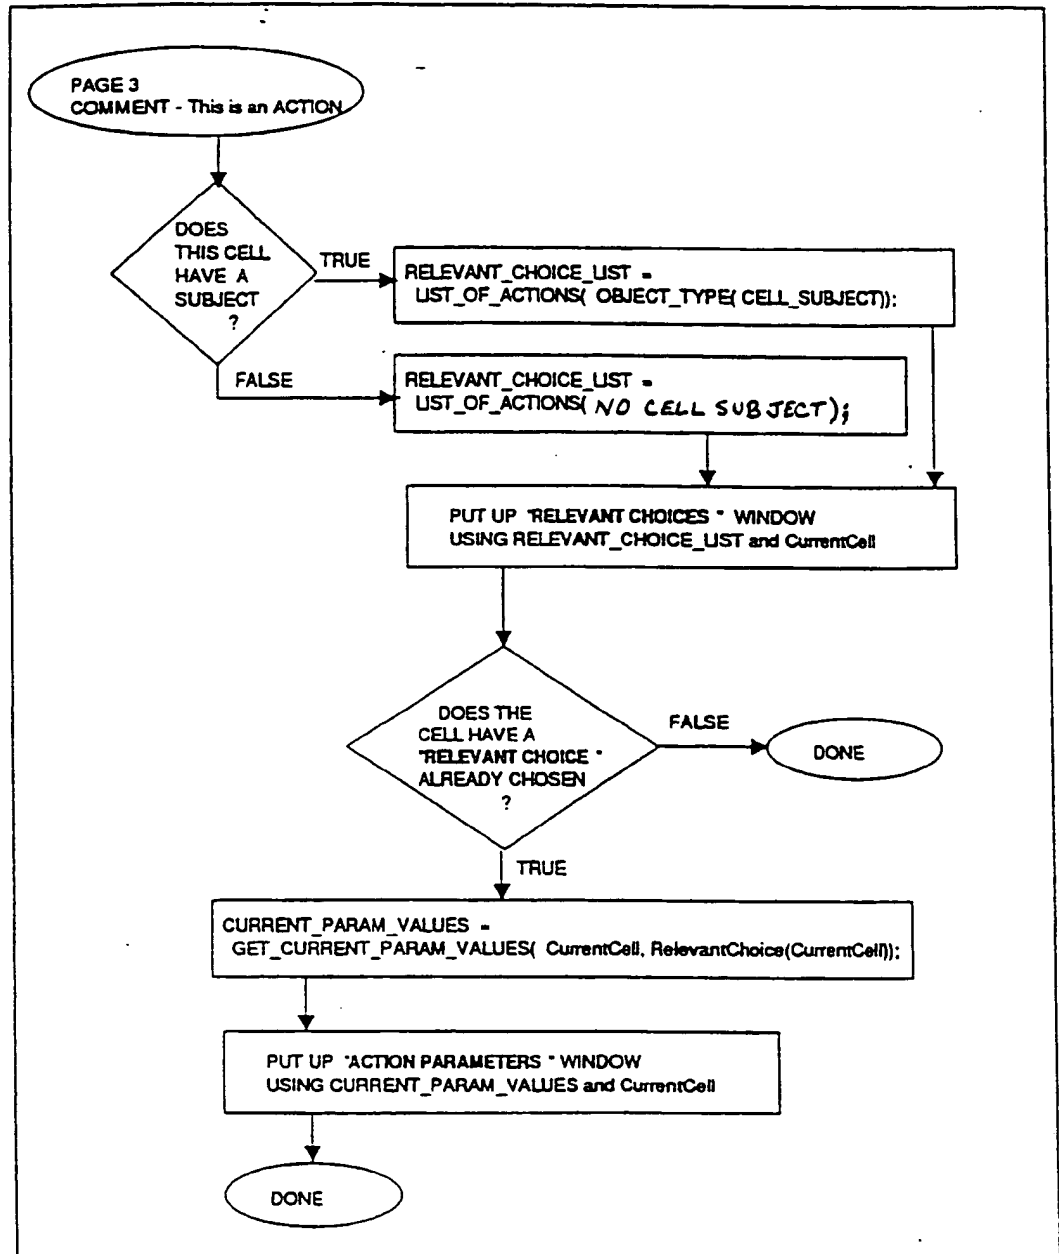 PAGE 3
COMMENT - This is an ACTION
DOES
THIS CELL
HAVE A
SUBJECT
?
TRUE
RELEVANT_CHOICE_LIST =
LIST_OF_ACTIONS( OBJECT_TYPE( CELL_SUBJECT));
FALSE
RELEVANT_CHOICE_LIST =
LIST_OF_ACTIONS( NO CELL SUBJECT);
PUT UP "RELEVANT CHOICES " WINDOW
USING RELEVANT_CHOICE_LIST and CurrentCell
DOES THE
CELL HAVE A
"RELEVANT CHOICE "
ALREADY CHOSEN
?
FALSE
DONE
TRUE
CURRENT_PARAM_VALUES =
GET_CURRENT_PARAM_VALUES( CurrentCell, RelevantChoice(CurrentCell));
PUT UP "ACTION PARAMETERS " WINDOW
USING CURRENT_PARAM_VALUES and CurrentCell
DONE